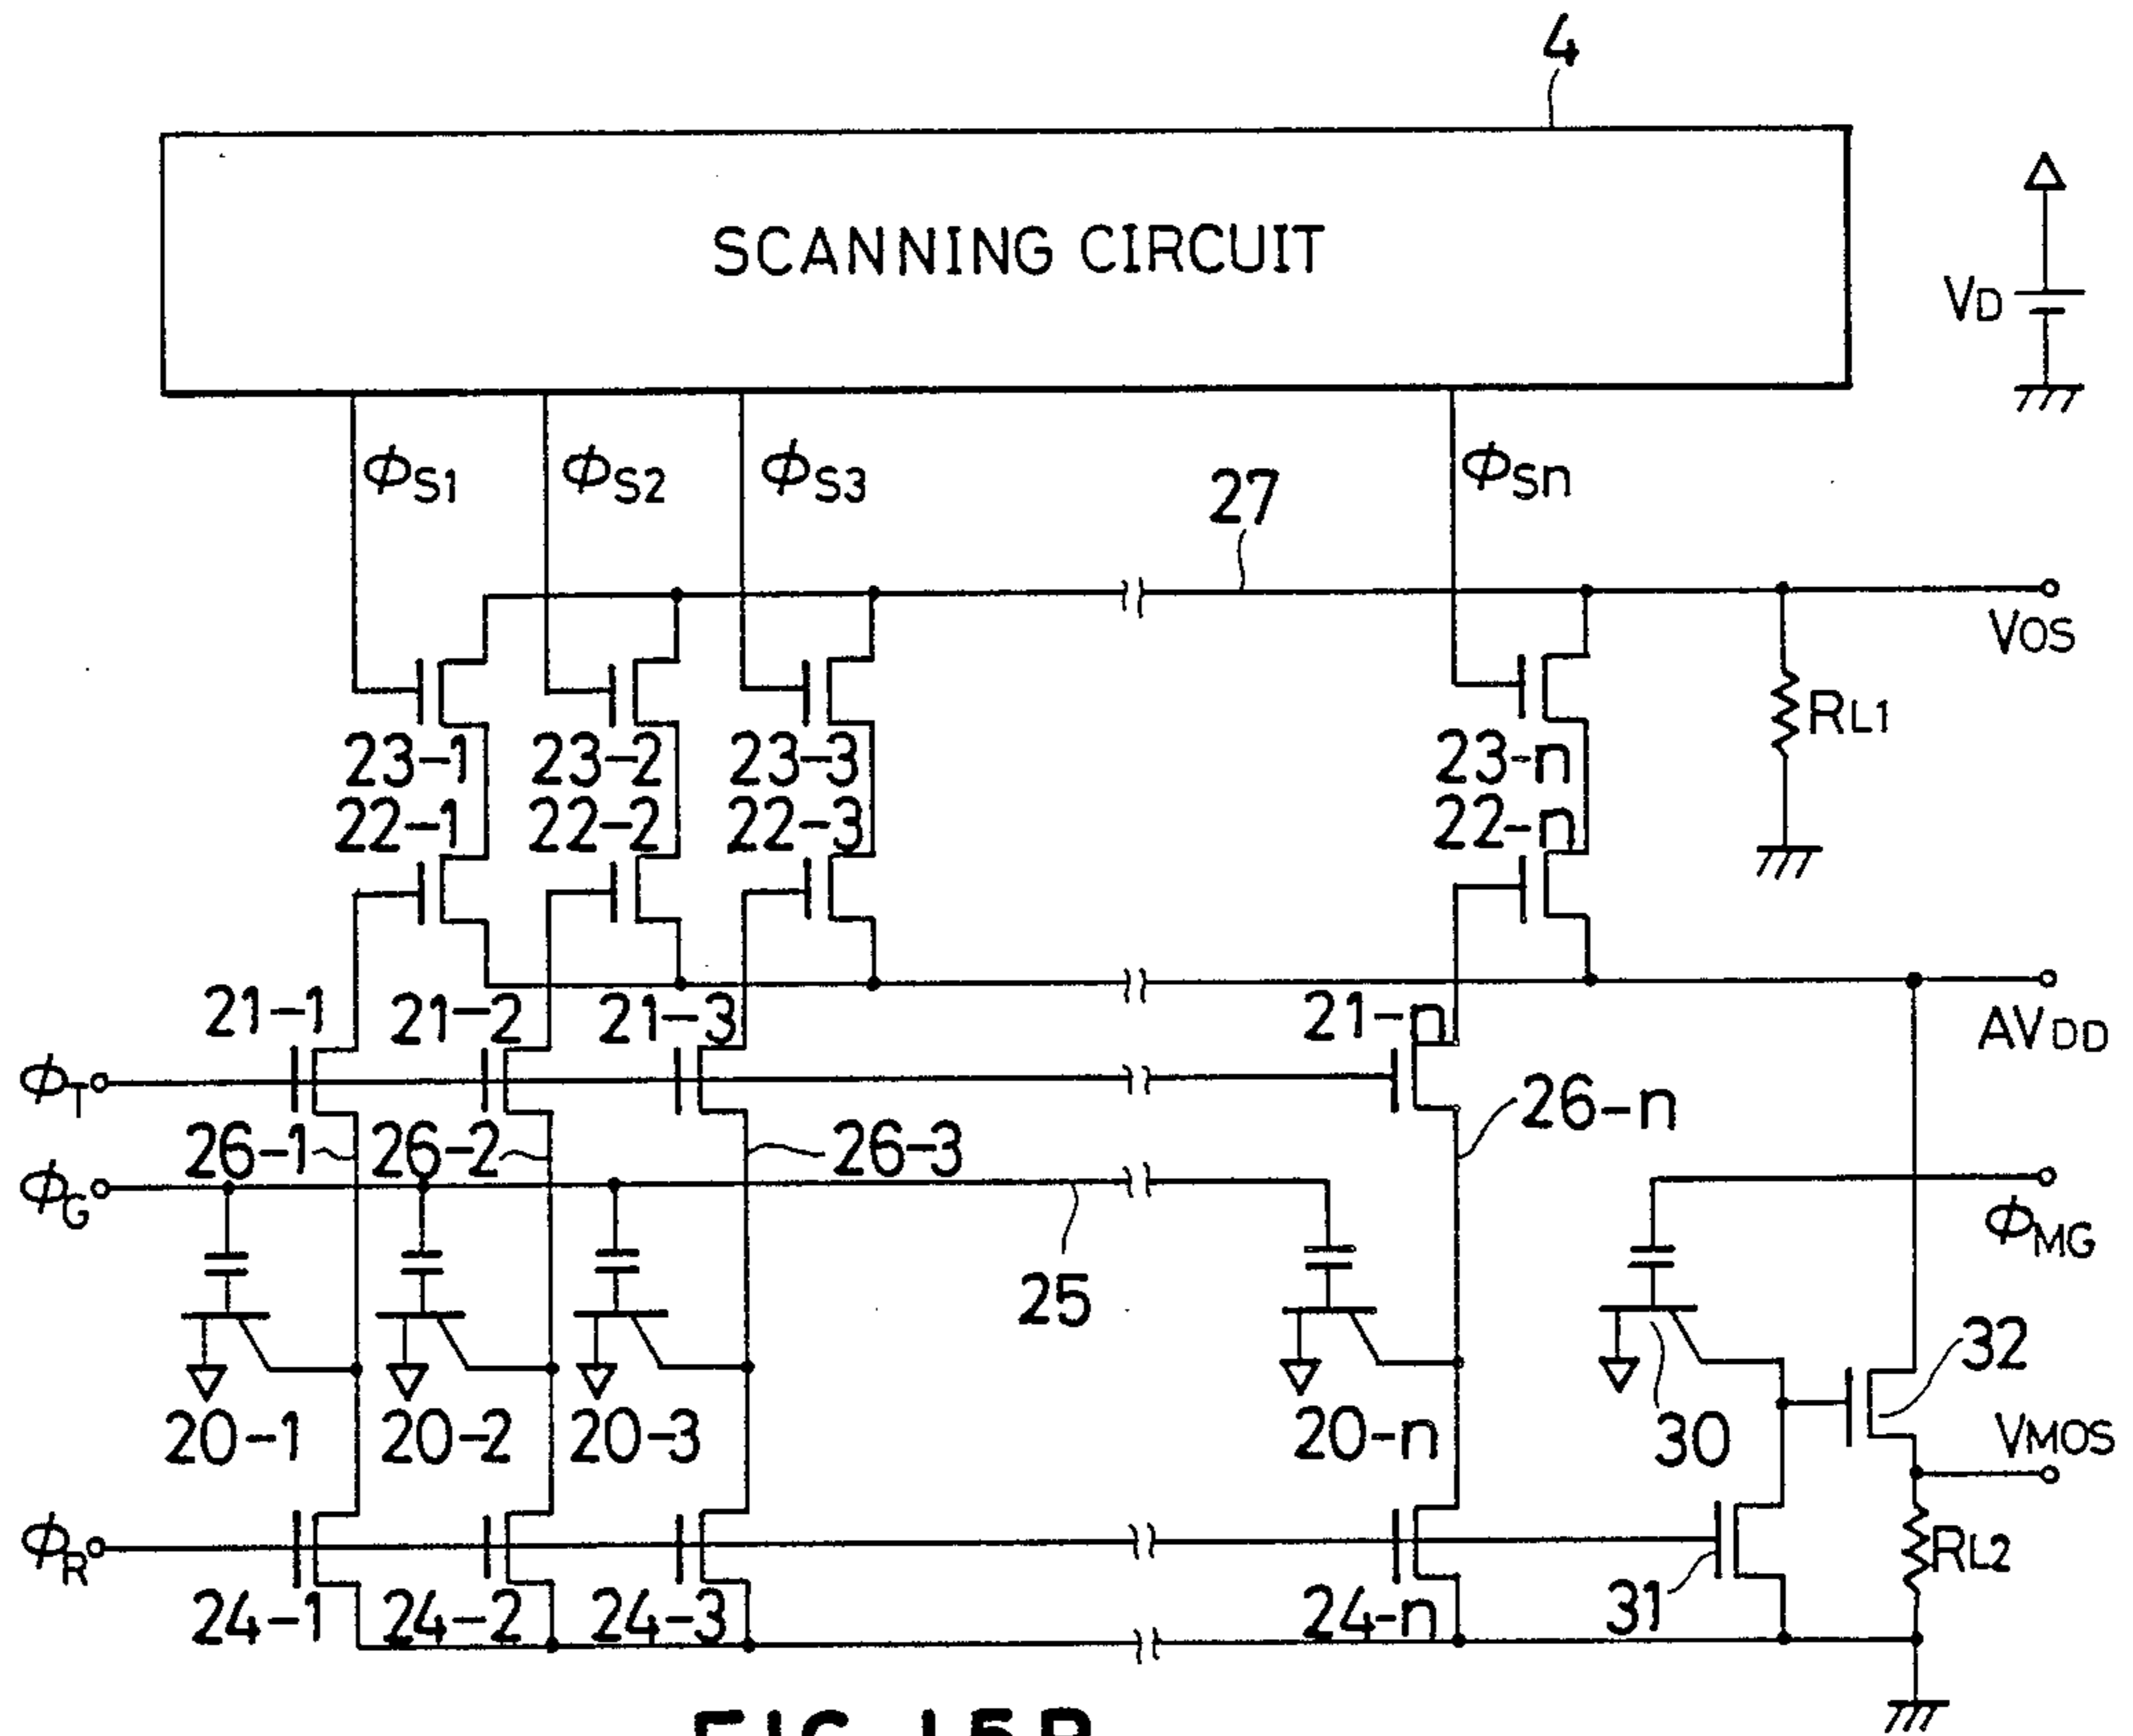 4
SCANNING CIRCUIT
VD
φS1 φS2 φS3 φSn
27
VOS
RL1
23-1 23-2 23-3 23-n
22-1 22-2 22-3 22-n
21-1 21-2 21-3 21-n
AVDD
φT
26-1 26-2 26-3 26-n
φG
φMG
25
32
20-1 20-2 20-3 20-n 30
VMOS
φR
RL2
24-1 24-2 24-3 24-n 31